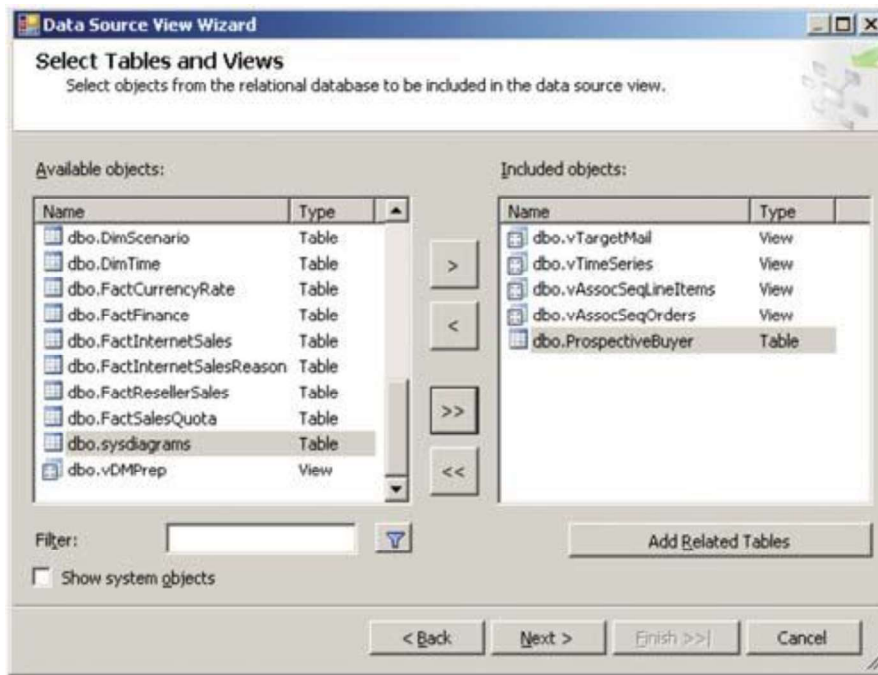 Data Source View Wizard
Select Tables and Views
Select objects from the relational database to be included in the data source view.
Available objects:
Name Type
dbo.DimScenario Table
dbo.DimTime Table
dbo.FactCurrencyRate Table
dbo.FactFinance Table
dbo.FactInternetSales Table
dbo.FactInternetSalesReason Table
dbo.FactResellerSales Table
dbo.FactSalesQuota Table
dbo.sysdiagrams Table
dbo.vDMPrep View
>
<
>>
<<
Included objects:
Name Type
dbo.vTargetMail View
dbo.vTimeSeries View
dbo.vAssocSeqLineItems View
dbo.vAssocSeqOrders View
dbo.ProspectiveBuyer Table
Filter:
Add Related Tables
Show system objects
< Back Next > Finish >>| Cancel